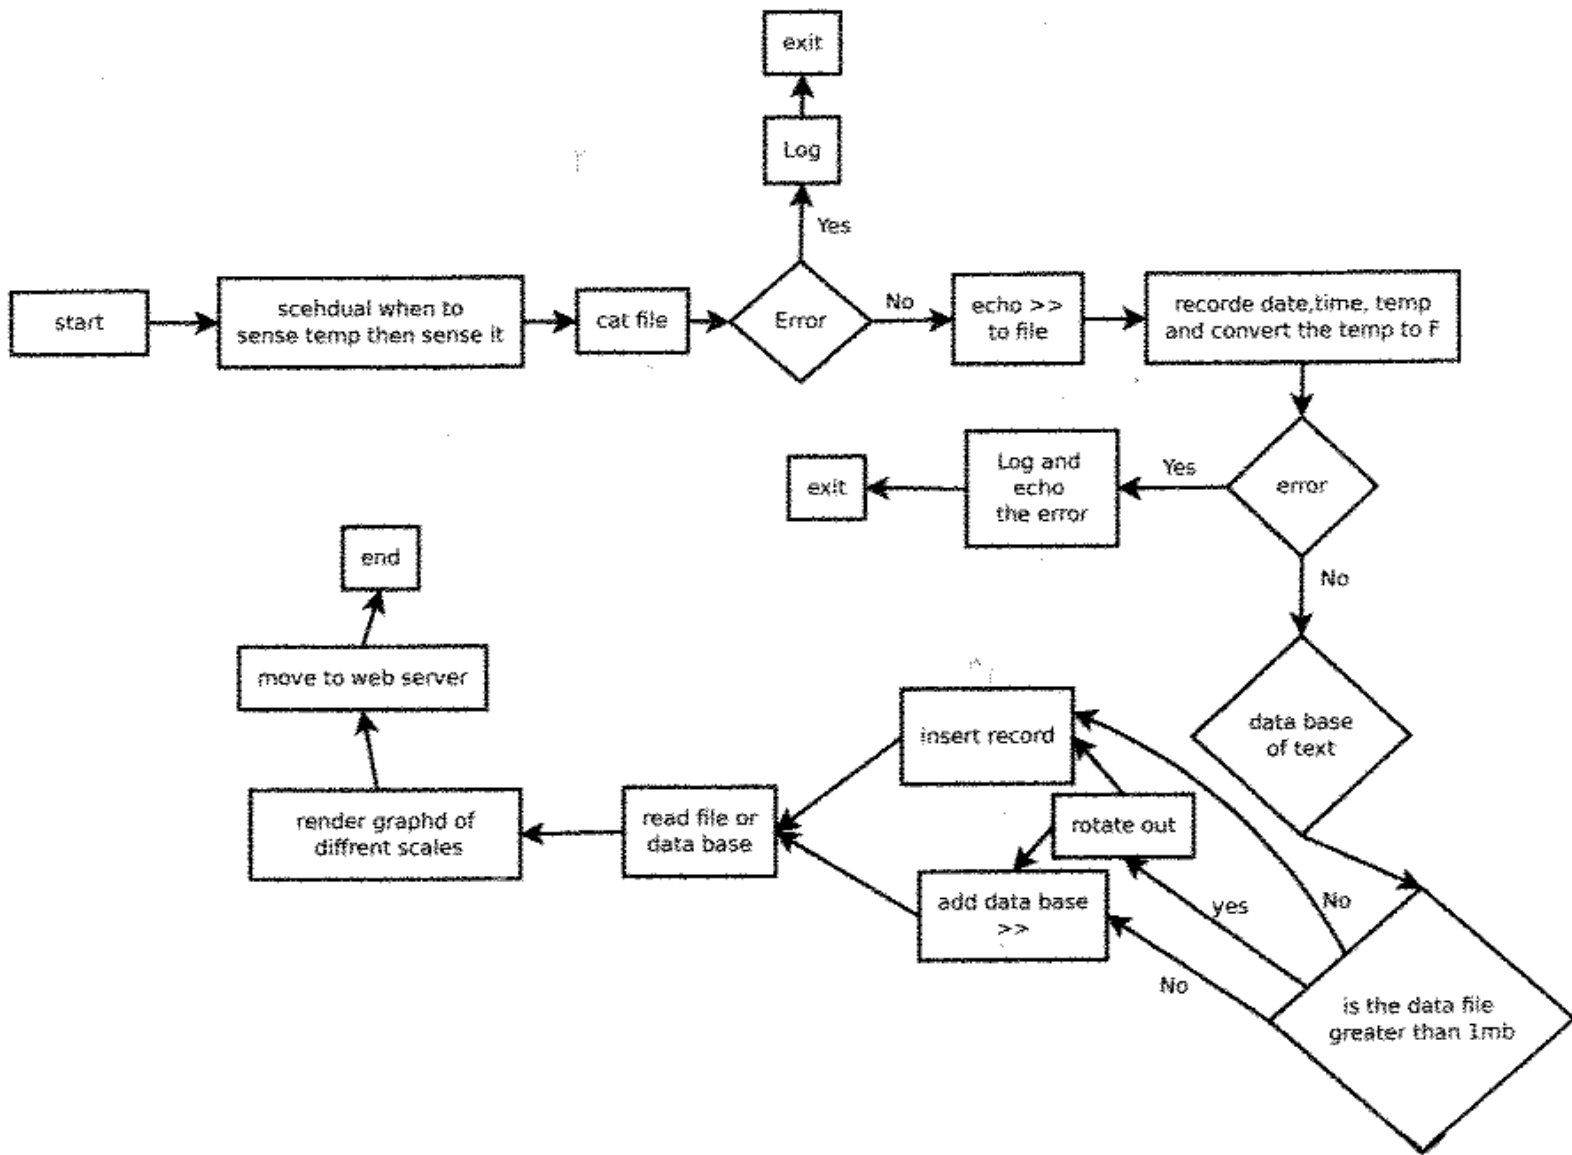 exit
Log
Yes
start
scehdual when to
sense temp then sense it
cat file
Error
No
echo >>
to file
recorde date,time, temp
and convert the temp to F
error
Yes
Log and
echo
the error
exit
No
data base
of text
is the data file
greater than 1mb
No
yes
No
rotate out
insert record
add data base
>>
read file or
data base
render graphd of
diffrent scales
move to web server
end